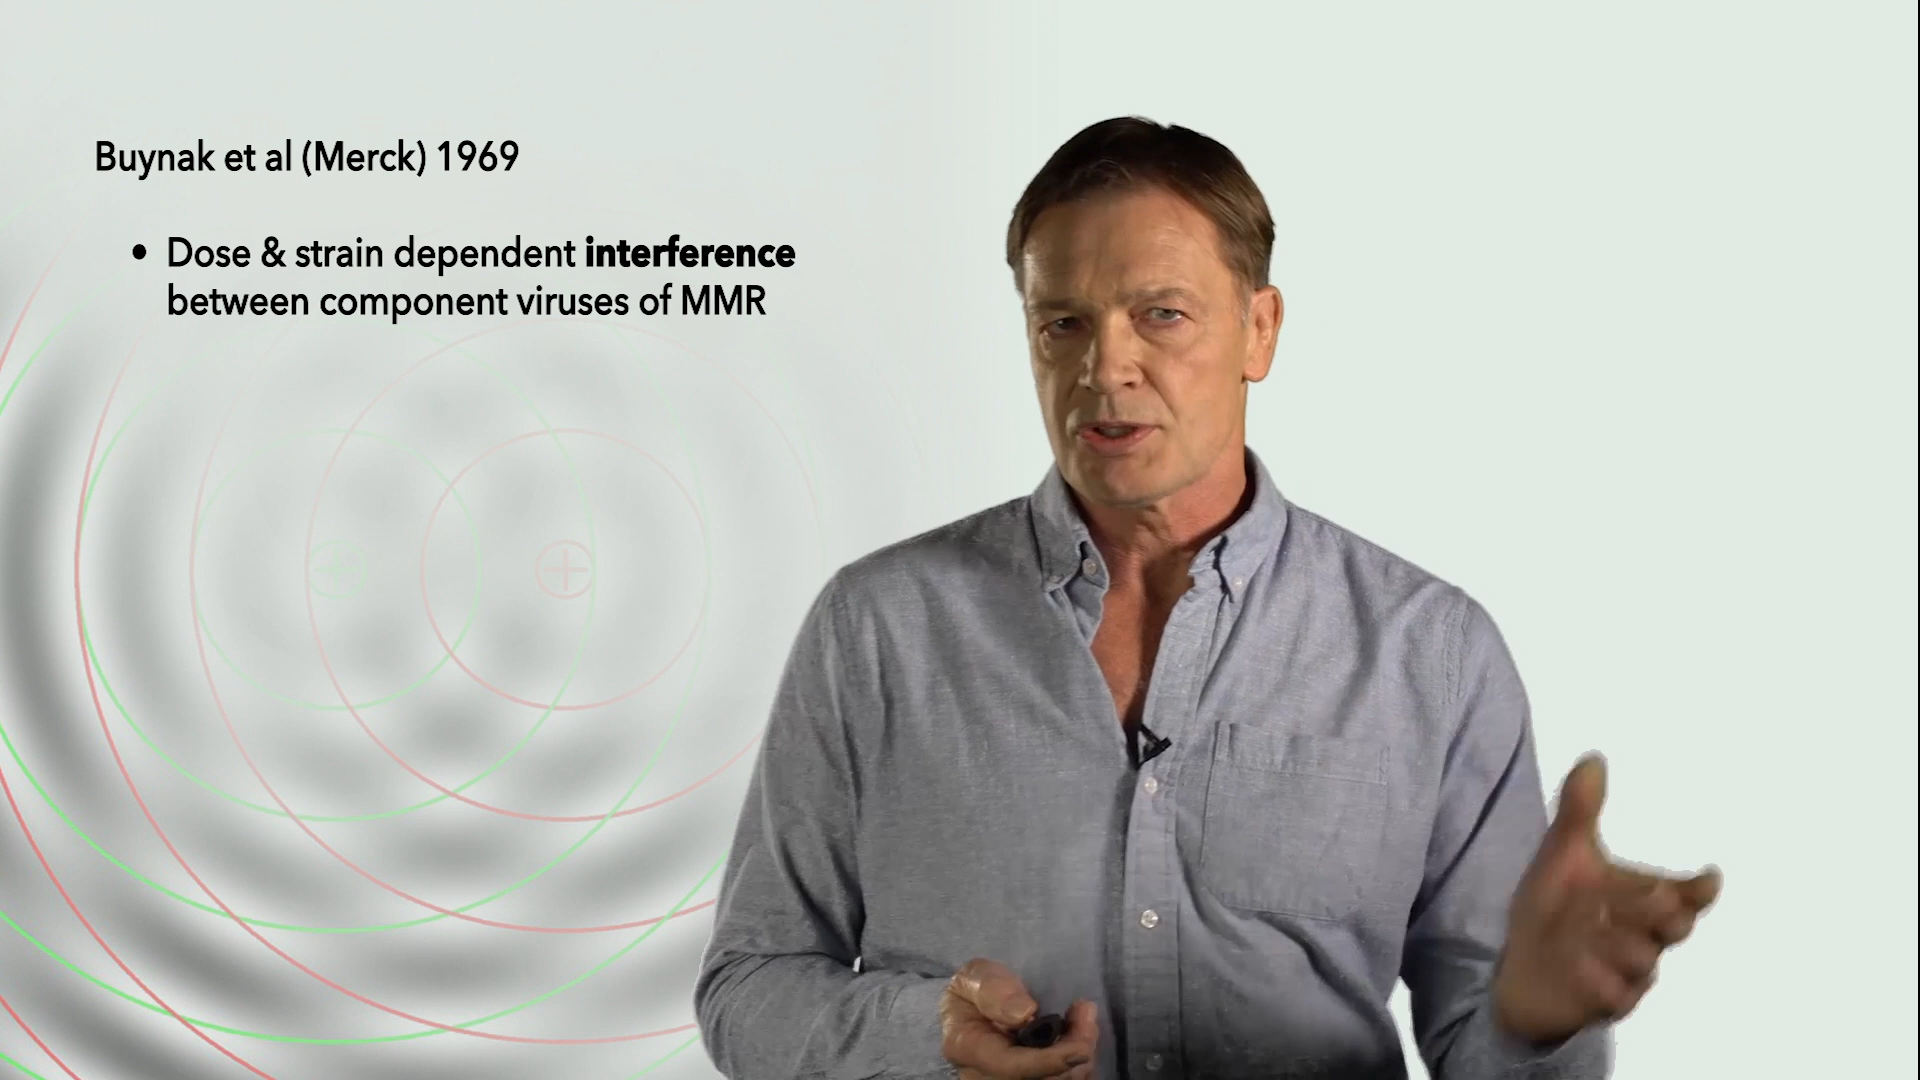 Buynak et al (Merck) 1969
• Dose & strain dependent interference
between component viruses of MMR